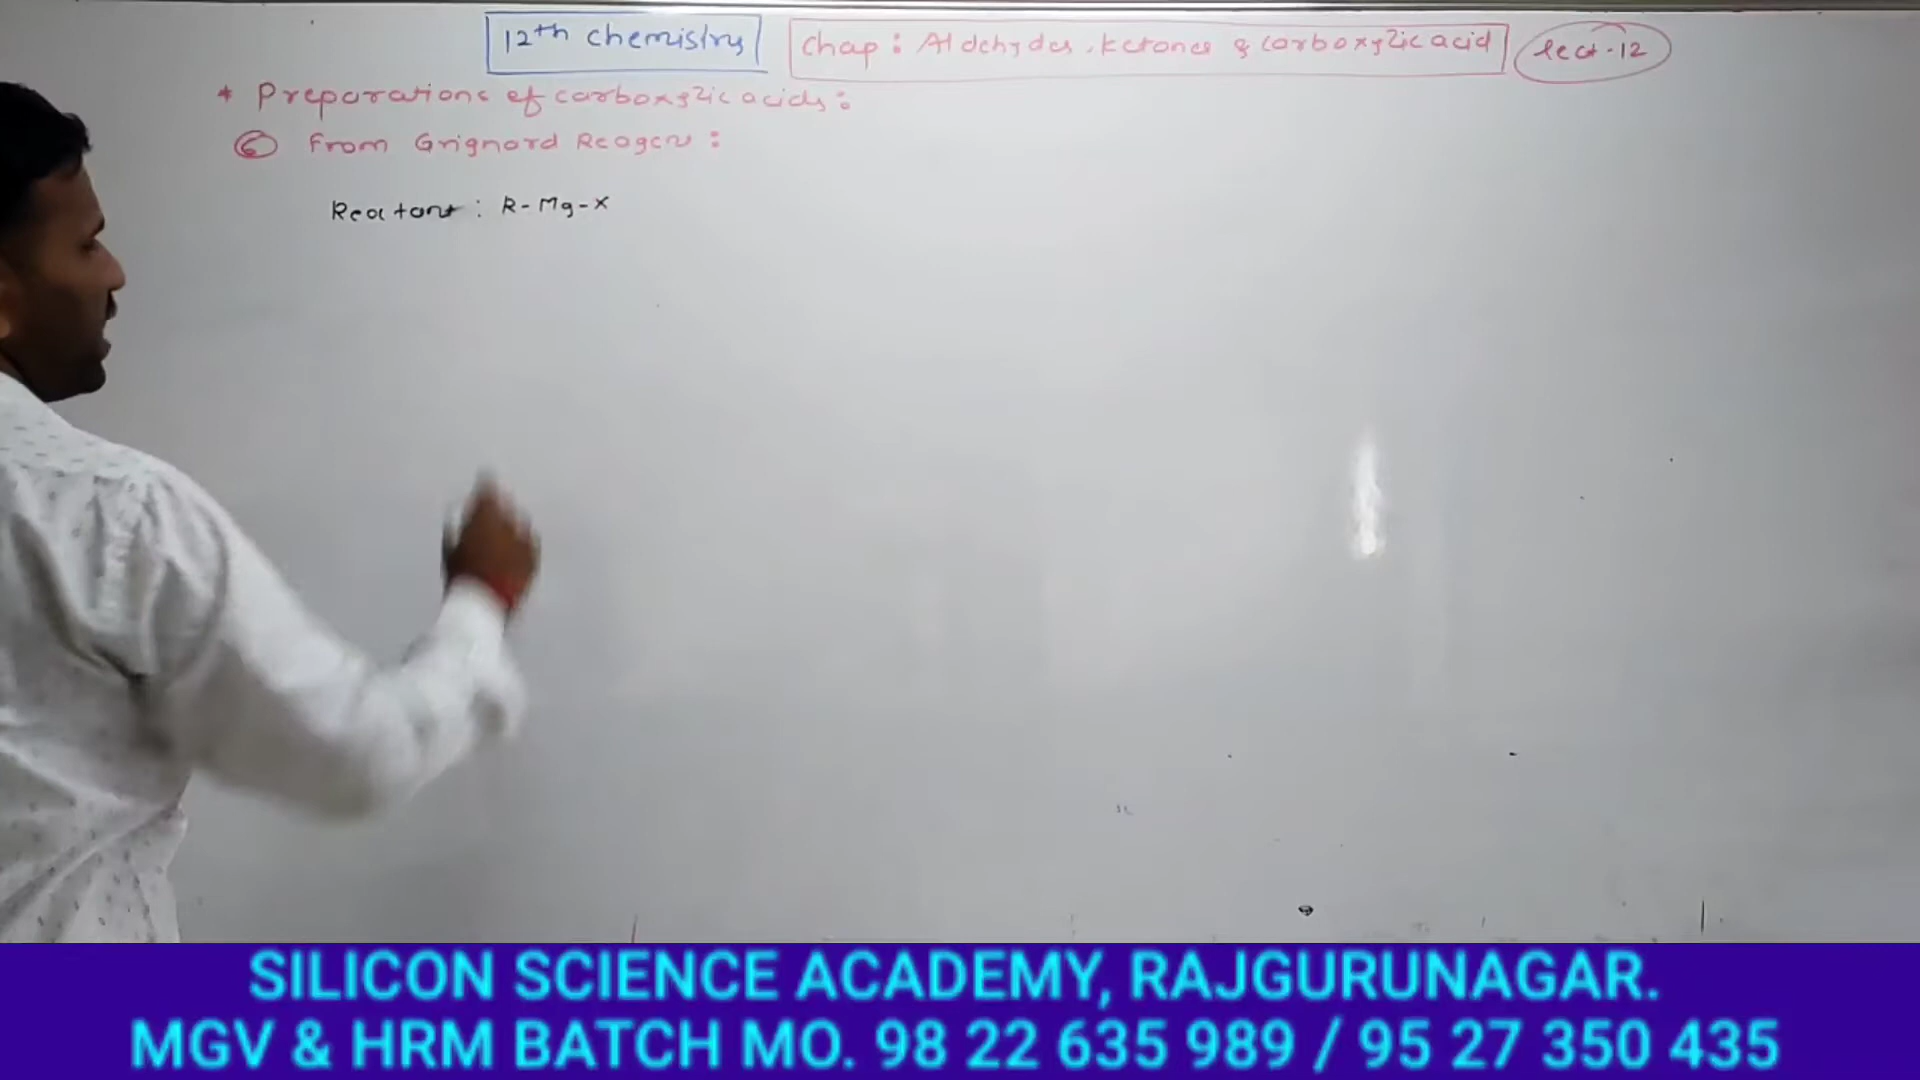 12th chemistry
Chap : Aldehydes, ketones & carboxylic acid
lect-12
* Preparations of carboxylic acids :
6 From Grignard Reagent :
Reactant : R-Mg-X
SILICON SCIENCE ACADEMY, RAJGURUNAGAR.
MGV & HRM BATCH MO. 98 22 635 989 / 95 27 350 435